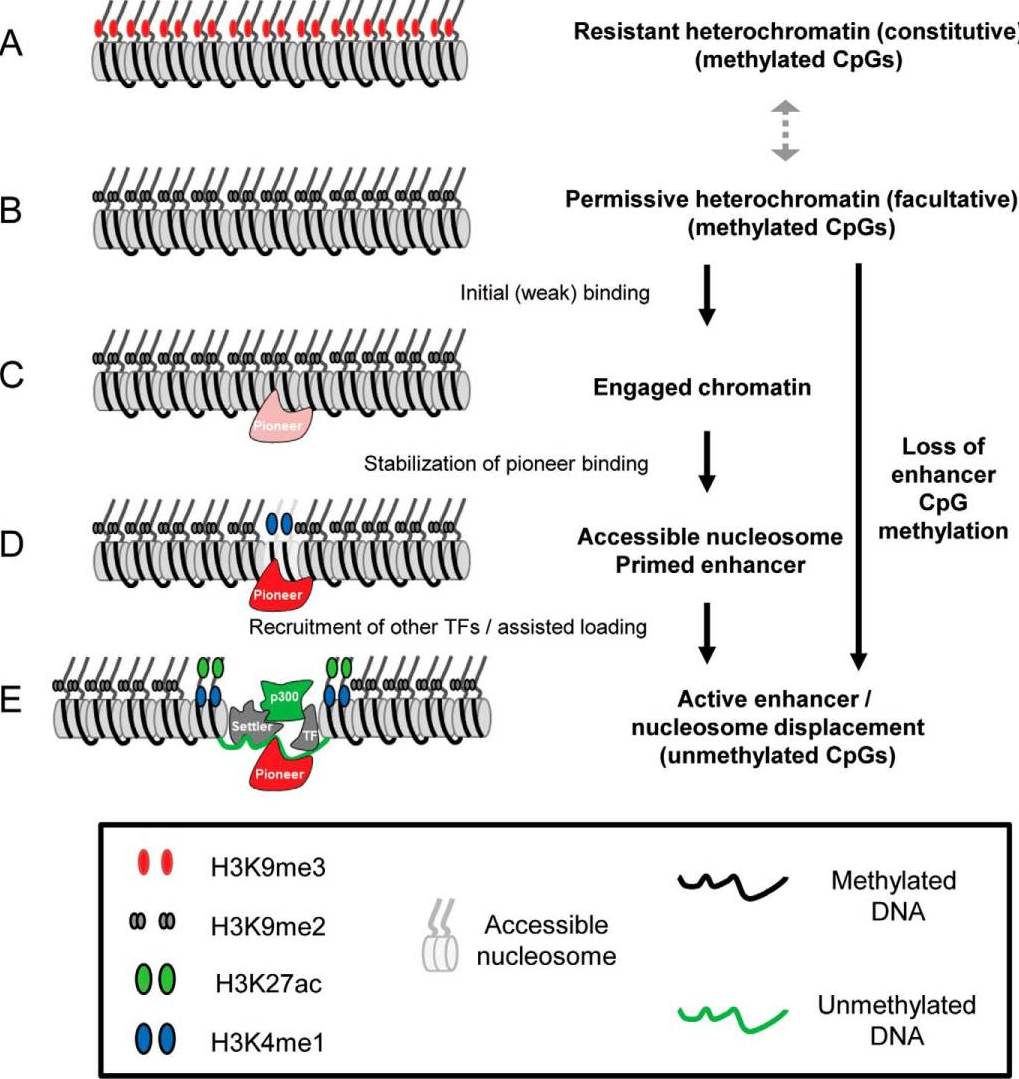 A
Resistant heterochromatin (constitutive)
(methylated CpGs)
B
Permissive heterochromatin (facultative)
(methylated CpGs)
Initial (weak) binding
C
Engaged chromatin
Pioneer
Stabilization of pioneer binding
Loss of
enhancer
CpG
methylation
D
Accessible nucleosome
Primed enhancer
Pioneer
Recruitment of other TFs / assisted loading
E
p300
Settler
TF
Pioneer
Active enhancer /
nucleosome displacement
(unmethylated CpGs)
H3K9me3
H3K9me2
H3K27ac
H3K4me1
Accessible
nucleosome
Methylated
DNA
Unmethylated
DNA